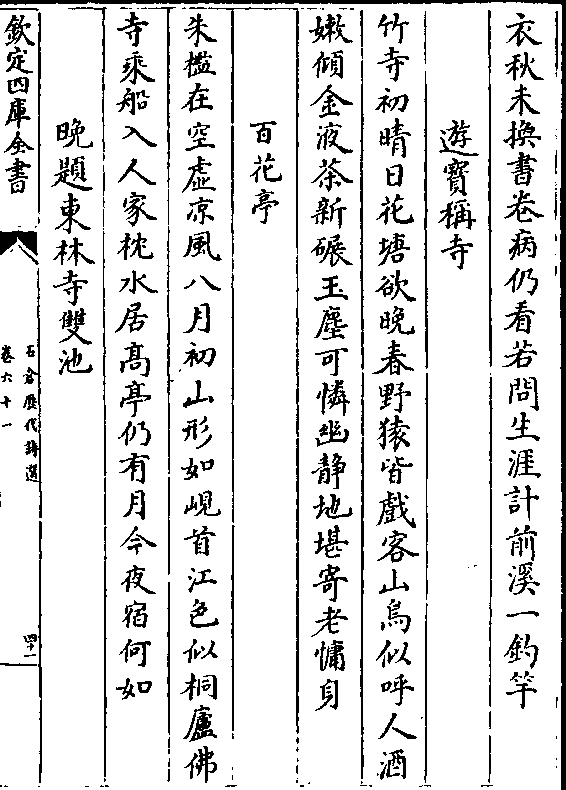 衣秋未換書卷病仍看若問生涯計前溪一釣竿
遊寳稱寺
竹寺初晴日花塘欲晚春野猿皆戲客山鳥似呼人酒
嫩傾金液茶新碾玉塵可憐幽静地堪寄老慵身
百花亭
朱檻在空虚凉風八月初山形如峴首江色似桐廬佛
寺乘船入人家枕水居髙亭仍有月今夜宿何如
晩題東林寺雙池
欽定四庫全書
石倉歷代詩選
卷六十一
四十一